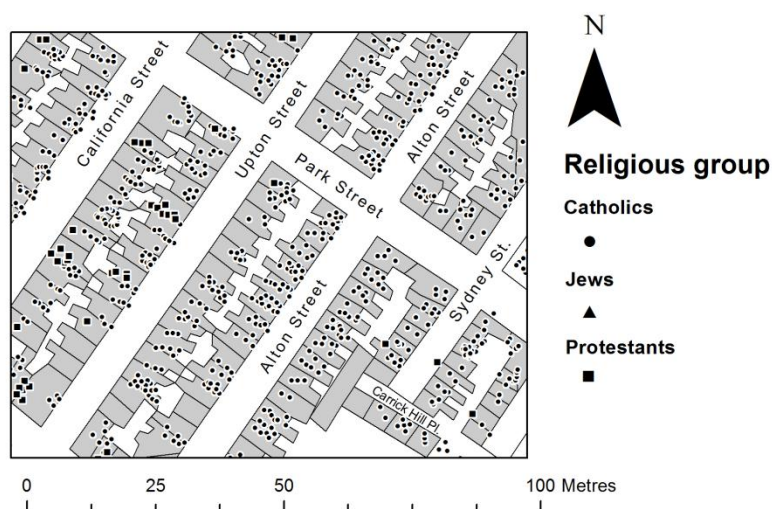 California Street
Upton Street
Park Street
Alton Street
Alton Street
Sydney St.
Carrick Hill Pl.
N
Religious group
Catholics
Jews
Protestants
0 25 50 100 Metres